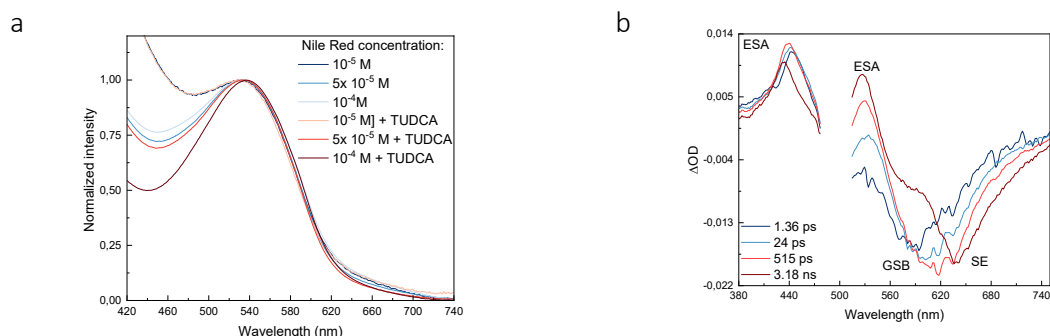 a
Normalized intensity
1,00
0,75
0,50
0,25
0,00
420 460 500 540 580 620 660 700 740
Wavelength (nm)
Nile Red concentration:
10⁻⁵ M
5x 10⁻⁵ M
10⁻⁴M
10⁻⁵ M] + TUDCA
5x 10⁻⁵ M + TUDCA
10⁻⁴ M + TUDCA
b
ΔOD
0,014
0,005
-0,004
-0,013
-0,022
380 440 500 560 620 680 740
Wavelength (nm)
ESA
ESA
GSB
SE
1.36 ps
24 ps
515 ps
3.18 ns